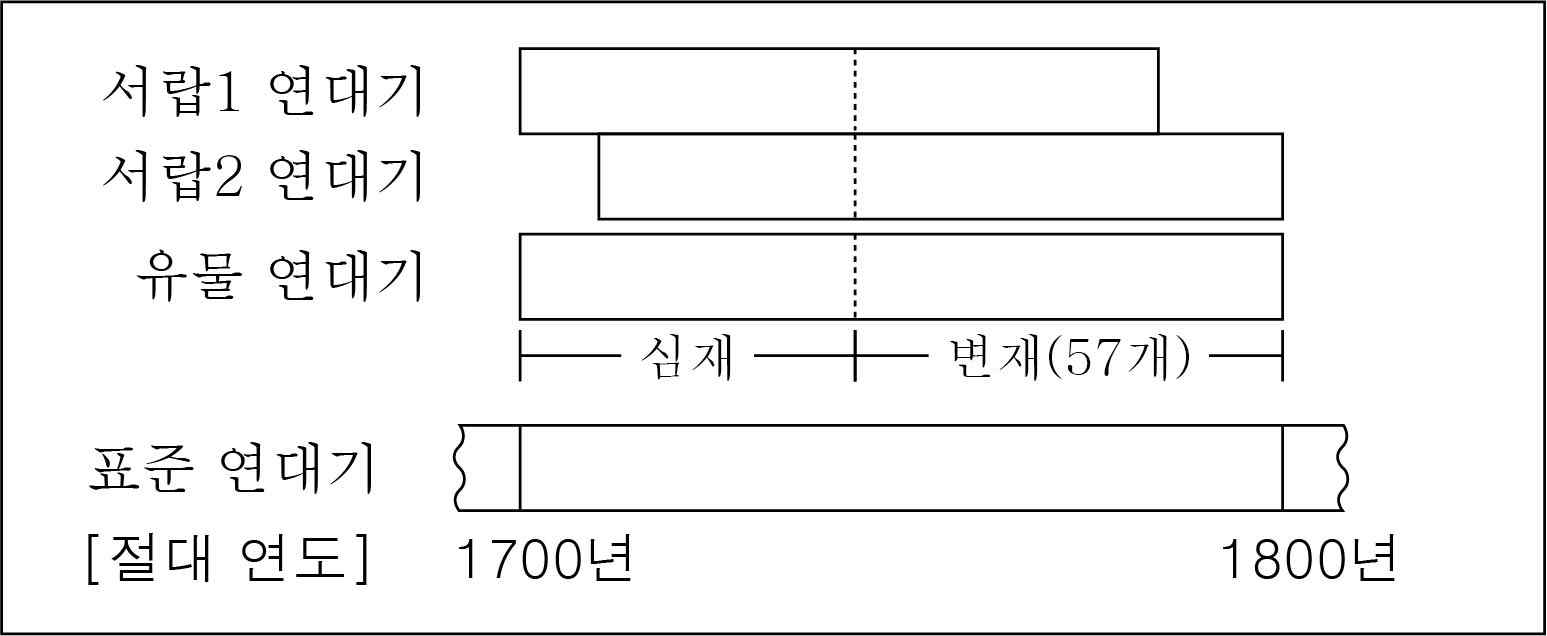 서랍1 연대기
서랍2 연대기
유물 연대기
심재 변재(57개)
표준 연대기
[절대 연도] 1700년 1800년